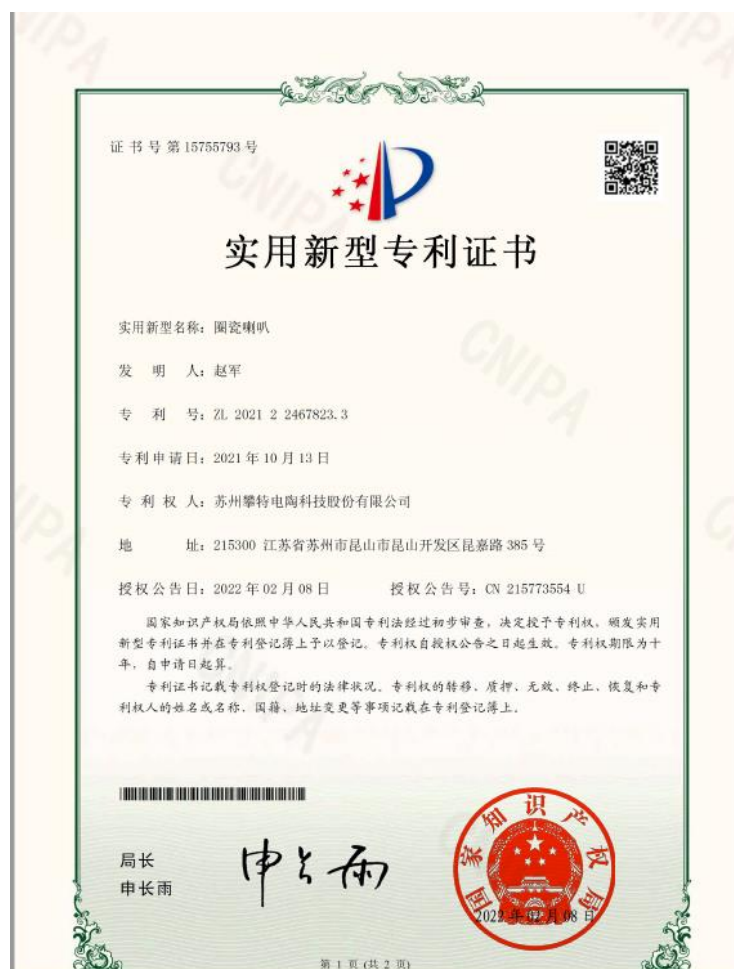 证书号第15755793号
实用新型专利证书
实用新型名称：圈瓷喇叭
发明人：赵军
专利号：ZL 2021 2 2467823.3
专利申请日：2021年10月13日
专利权人：苏州攀特电陶科技股份有限公司
地址：215300 江苏省苏州市昆山市昆山开发区昆嘉路385号
授权公告日：2022年02月08日 授权公告号：CN 215773554 U
国家知识产权局依照中华人民共和国专利法经过初步审查，决定授予专利权，颁发实用
新型专利证书并在专利登记簿上予以登记。专利权自授权公告之日起生效。专利权期限为十
年，自申请日起算。
专利证书记载专利权登记时的法律状况。专利权的转移、质押、无效、终止、恢复和专
利权人的姓名或名称、国籍、地址变更等事项记载在专利登记簿上。
局长
申长雨
申长雨
国家知识产权局
2022年02月08日
第 1 页 (共 2 页)
CNIPA
CNIPA
CNIPA
CNIPA